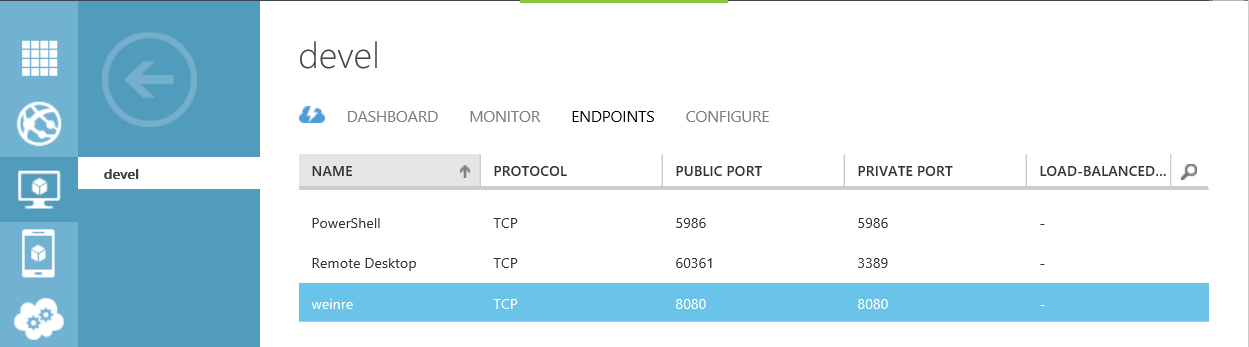 devel
DASHBOARD MONITOR ENDPOINTS CONFIGURE
NAME PROTOCOL PUBLIC PORT PRIVATE PORT LOAD-BALANCED...
devel
PowerShell TCP 5986 5986 -
Remote Desktop TCP 60361 3389 -
weinre TCP 8080 8080 -